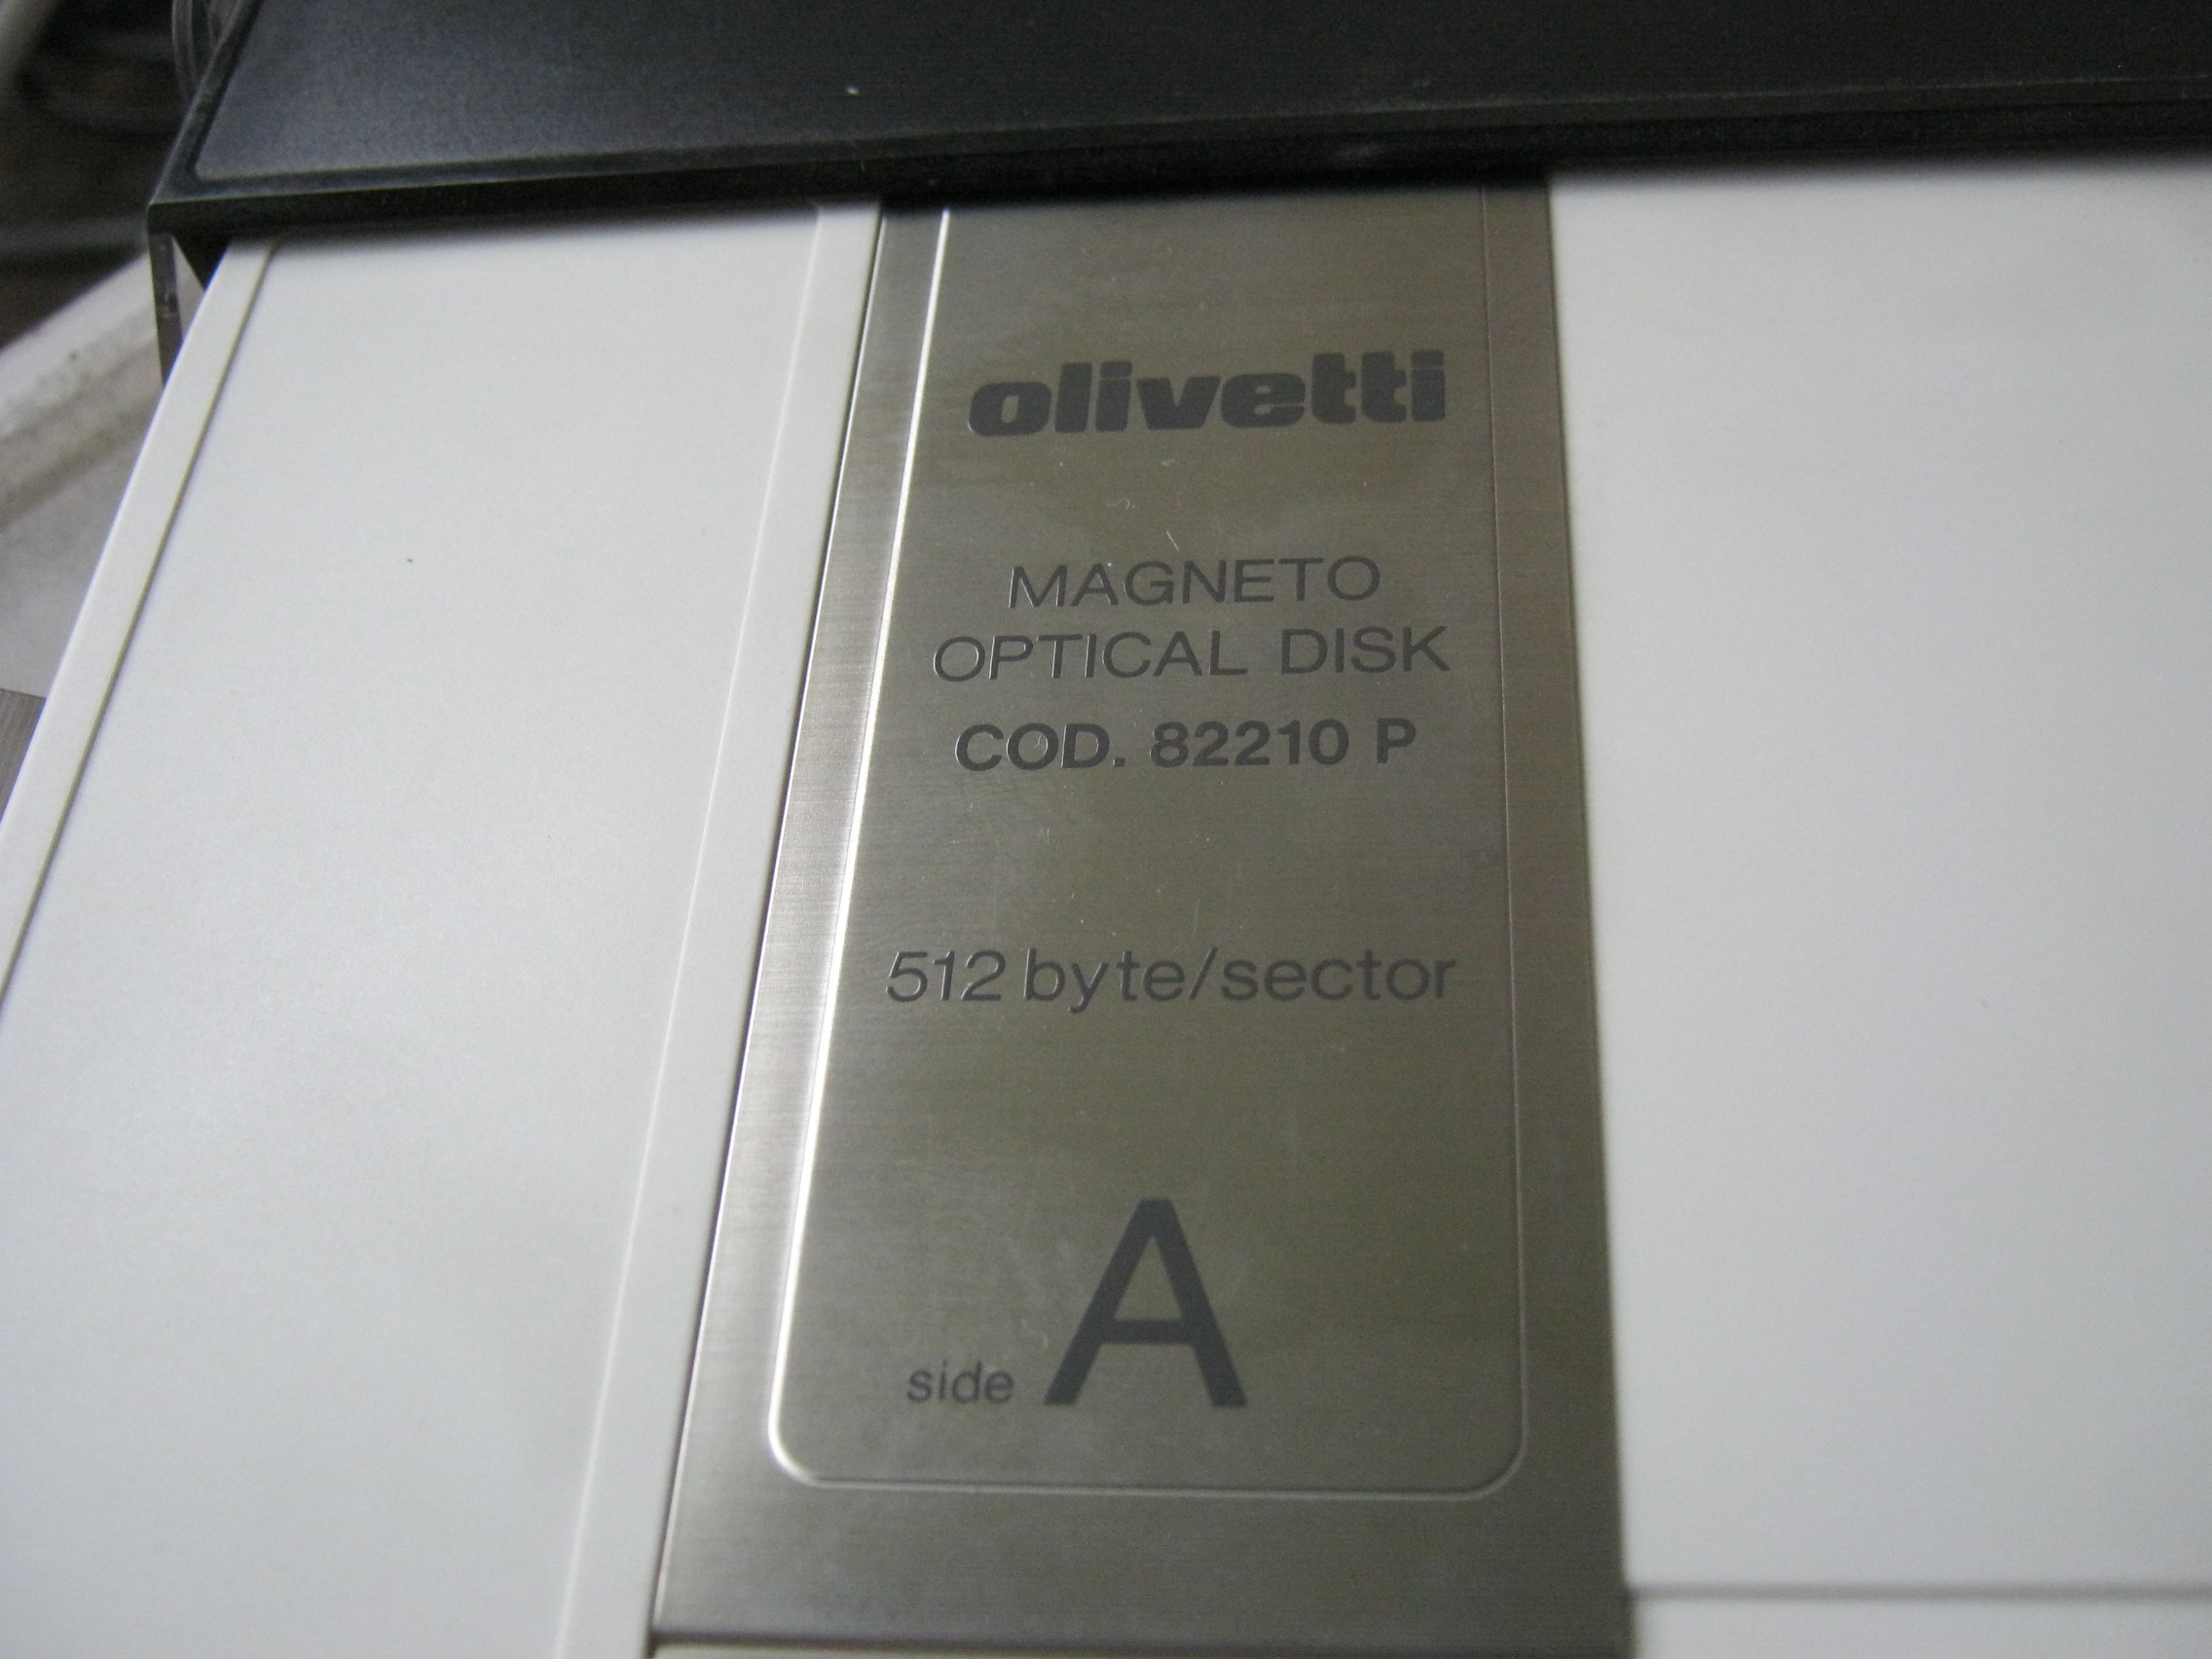 olivetti
MAGNETO
OPTICAL DISK
COD. 82210 P
512 byte/sector
side A